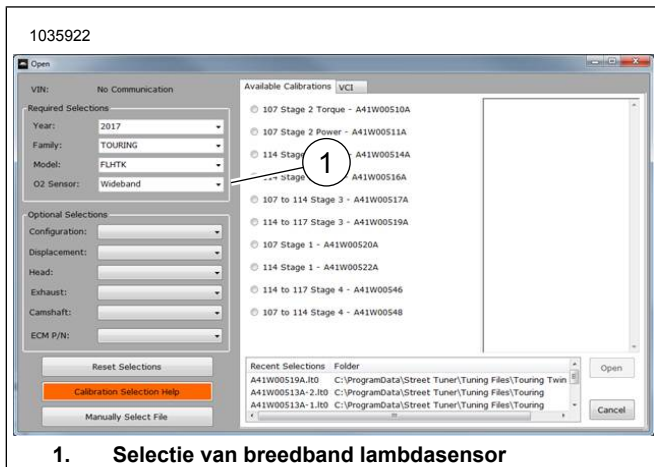 1035922
Open
VIN: No Communication
Required Selections
Year: 2017
Family: TOURING
Model: FLHTK
O2 Sensor: Wideband
Optional Selections
Configuration:
Displacement:
Head:
Exhaust:
Camshaft:
ECM P/N:
Reset Selections
Calibration Selection Help
Manually Select File
Available Calibrations VCI
107 Stage 2 Torque - A41W00510A
107 Stage 2 Power - A41W00511A
114 Stage - A41W00514A
114 Stage A41W00516A
107 to 114 Stage 3 - A41W00517A
114 to 117 Stage 3 - A41W00519A
107 Stage 1 - A41W00520A
114 Stage 1 - A41W00522A
114 to 117 Stage 4 - A41W00546
107 to 114 Stage 4 - A41W00548
1
Recent Selections Folder
A41W00519A.lt0 C:\ProgramData\Street Tuner\Tuning Files\Touring Twin
A41W00513A-2.lt0 C:\ProgramData\Street Tuner\Tuning Files\Touring
A41W00513A-1.lt0 C:\ProgramData\Street Tuner\Tuning Files\Touring
Open
Cancel
1. Selectie van breedband lambdasensor